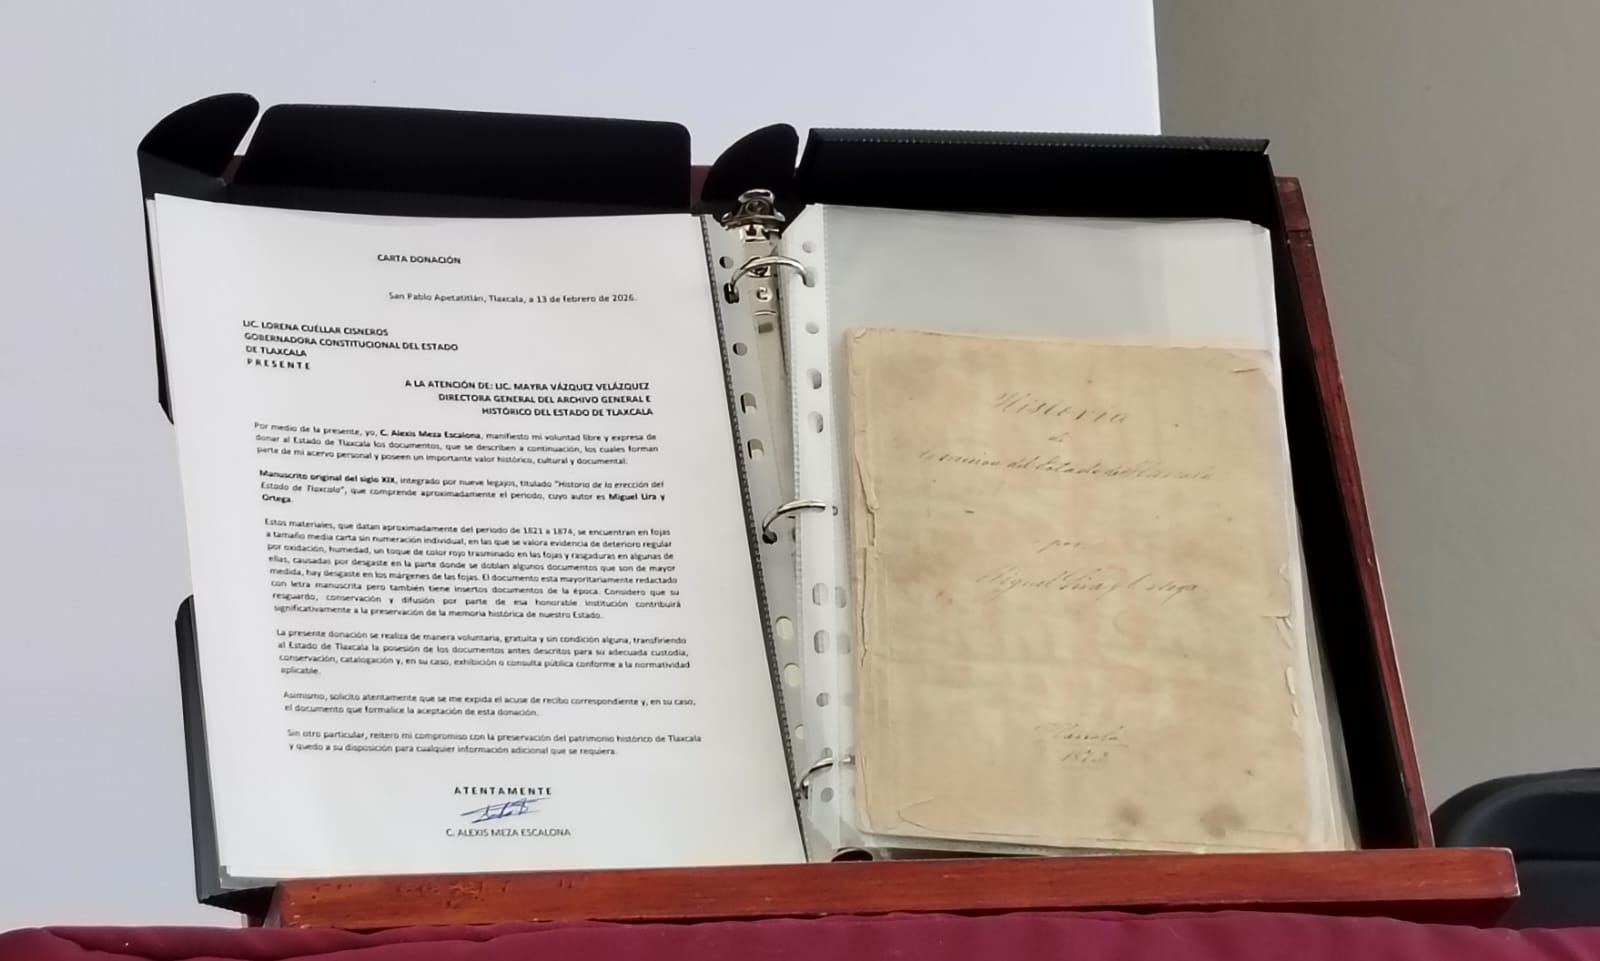 CARTA DONACIÓN
San Pablo Apetatitlán, Tlaxcala, a 13 de febrero de 2026.
LIC. LORENA CUÉLLAR CISNEROS
GOBERNADORA CONSTITUCIONAL DEL ESTADO
DE TLAXCALA
P R E S E N T E
A LA ATENCIÓN DE: LIC. MAYRA VÁZQUEZ VELÁZQUEZ
DIRECTORA GENERAL DEL ARCHIVO GENERAL E
HISTÓRICO DEL ESTADO DE TLAXCALA
Por medio de la presente, yo, C. Alexis Meza Escalona, manifiesto mi voluntad libre y expresa de
donar al Estado de Tlaxcala los documentos, que se describen a continuación, los cuales forman
parte de mi acervo personal y poseen un importante valor histórico, cultural y documental:
Manuscrito original del siglo XIX, integrado por nueve legajos, titulado "Historia de la erección del
Estado de Tlaxcala", que comprende aproximadamente el periodo, cuyo autor es Miguel Lira y
Ortega.
Estos materiales, que datan aproximadamente del periodo de 1821 a 1874, se encuentran en fojas
a tamaño media carta sin numeración individual, en las que se valora evidencia de deterioro regular
por oxidación, humedad, un toque de color rojo trasminado en las fojas y rasgaduras en algunas de
ellas, causadas por desgaste en la parte donde se doblan algunos documentos que son de mayor
medida, hay desgaste en los márgenes de las fojas. El documento esta mayoritariamente redactado
con letra manuscrita pero también tiene insertos documentos de la época. Considero que su
resguardo, conservación y difusión por parte de esa honorable institución contribuirá
significativamente a la preservación de la memoria histórica de nuestro Estado.
La presente donación se realiza de manera voluntaria, gratuita y sin condición alguna, transfiriendo
al Estado de Tlaxcala la posesión de los documentos antes descritos para su adecuada custodia,
conservación, catalogación y, en su caso, exhibición o consulta pública conforme a la normatividad
aplicable.
Asimismo, solicito atentamente que se me expida el acuse de recibo correspondiente y, en su caso,
el documento que formalice la aceptación de esta donación.
Sin otro particular, reitero mi compromiso con la preservación del patrimonio histórico de Tlaxcala
y quedo a su disposición para cualquier información adicional que se requiera.
A T E N T A M E N T E
C. ALEXIS MEZA ESCALONA
Historia
de
la ereccion del Estado de Tlaxcala
por
Miguel Lira y Ortega
Tlaxcala